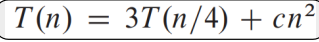 T(n) = 3T(n/4) + cn²